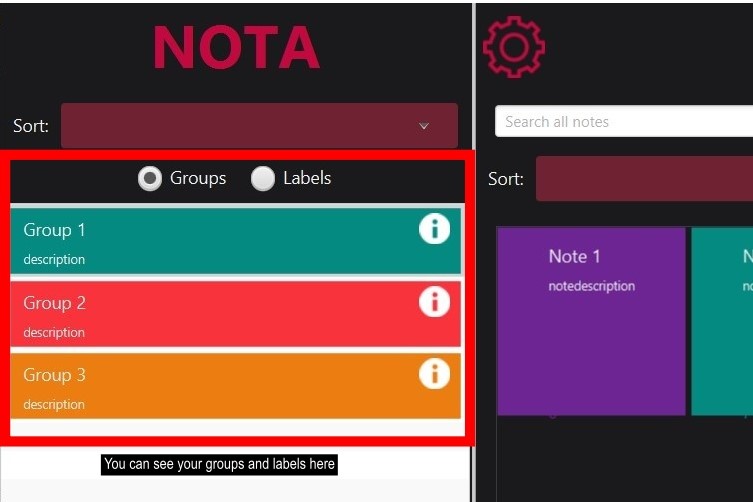 NOTA
Sort:
Groups Labels
Group 1
description
Group 2
description
Group 3
description
You can see your groups and labels here
Search all notes
Sort:
Note 1
notedescription